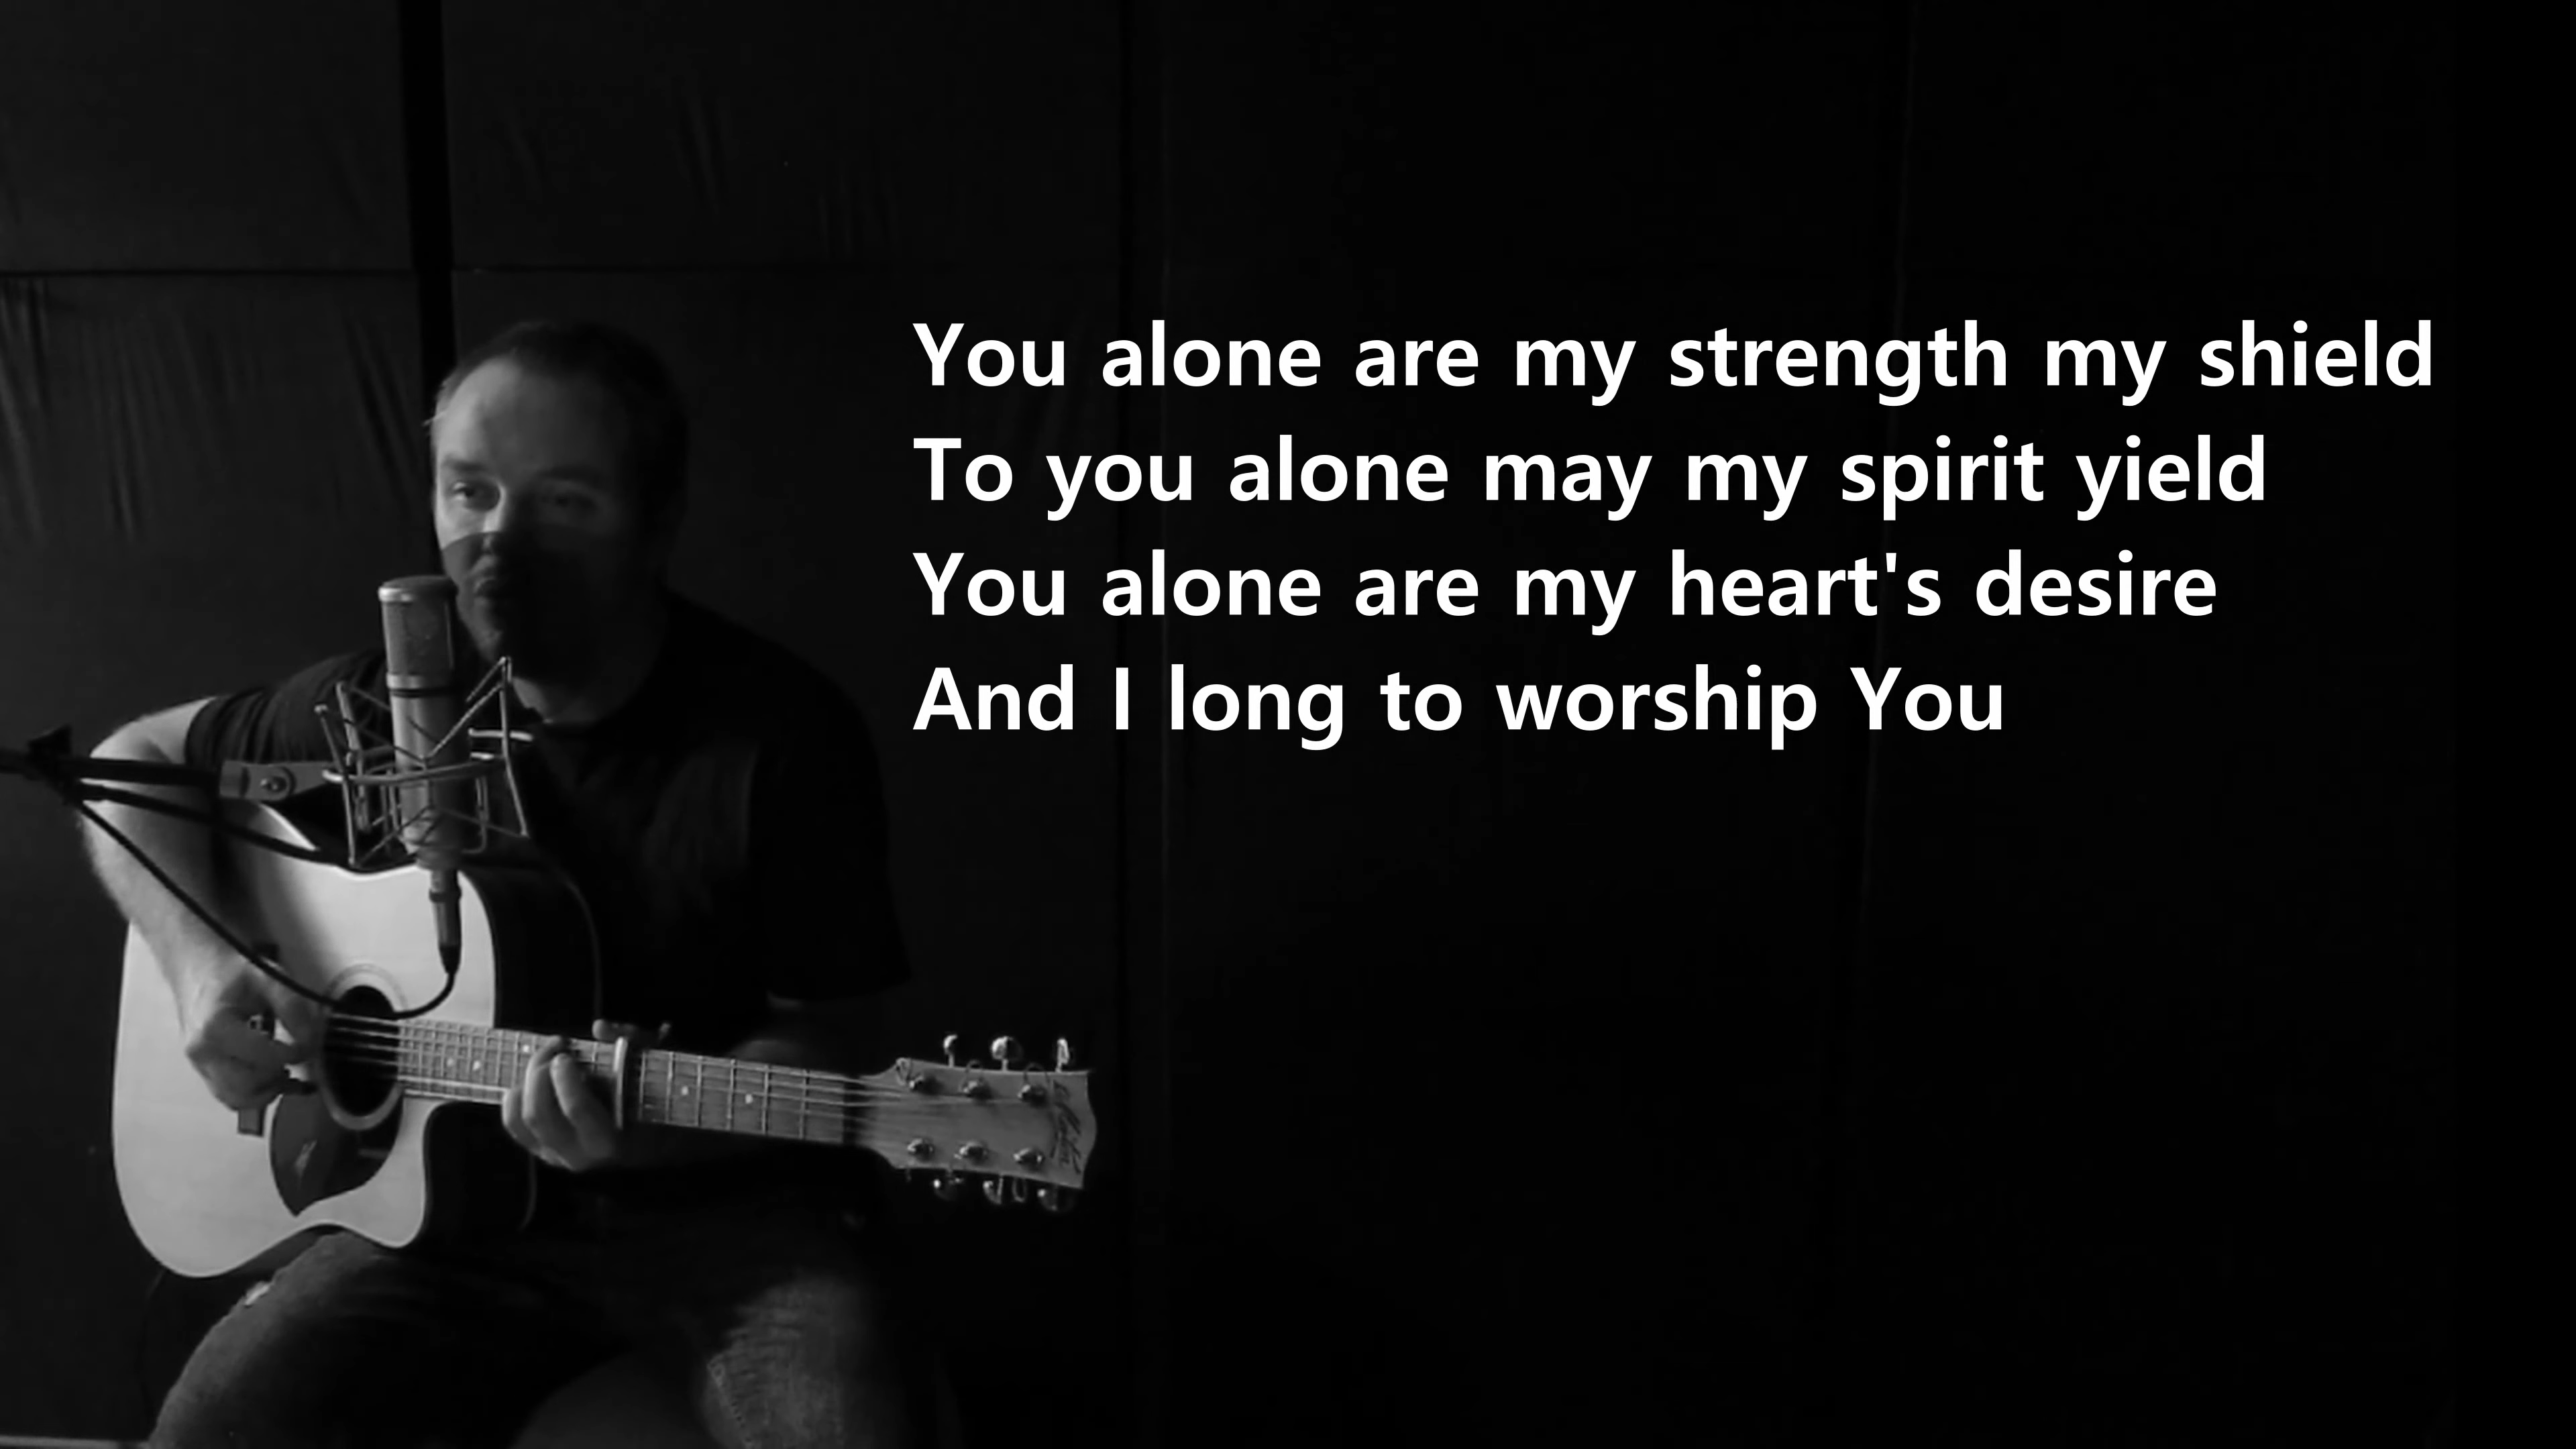 You alone are my strength my shield
To you alone may my spirit yield
You alone are my heart's desire
And I long to worship You